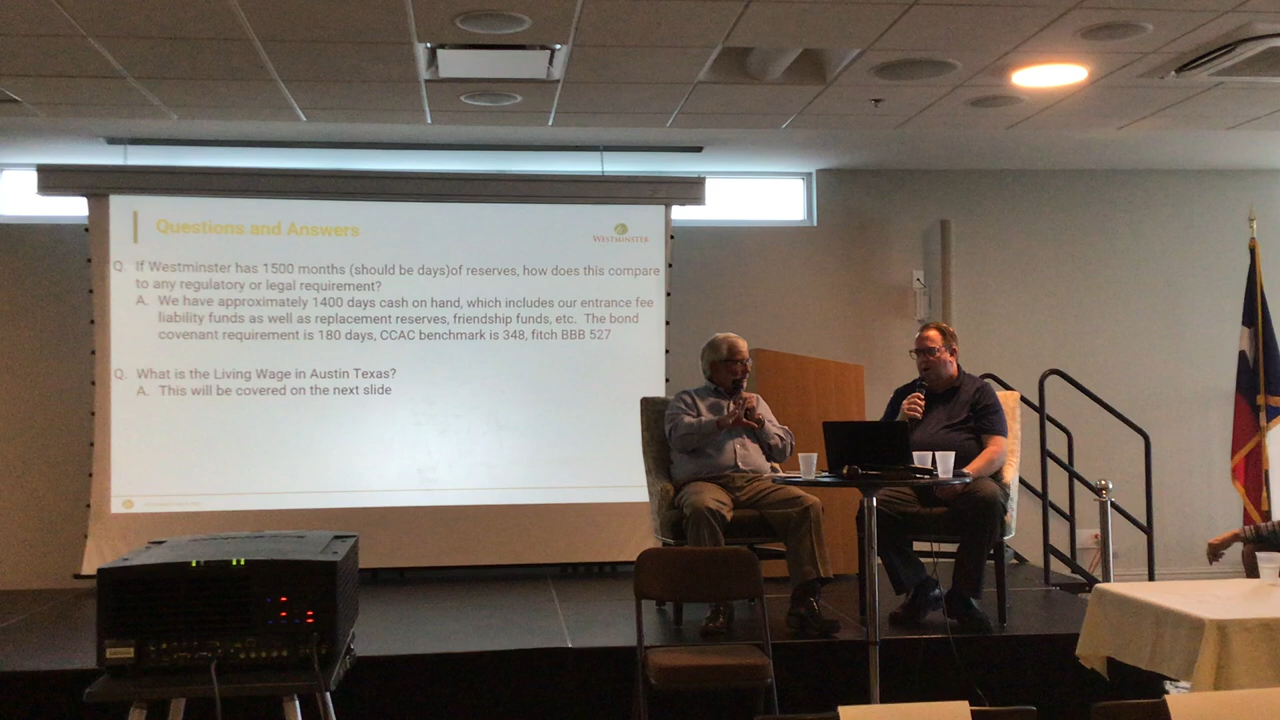 Questions and Answers
WESTMINSTER
Q. If Westminster has 1500 months (should be days)of reserves, how does this compare
to any regulatory or legal requirement?
A. We have approximately 1400 days cash on hand, which includes our entrance fee
liability funds as well as replacement reserves, friendship funds, etc. The bond
covenant requirement is 180 days, CCAC benchmark is 348, fitch BBB 527
Q. What is the Living Wage in Austin Texas?
A. This will be covered on the next slide